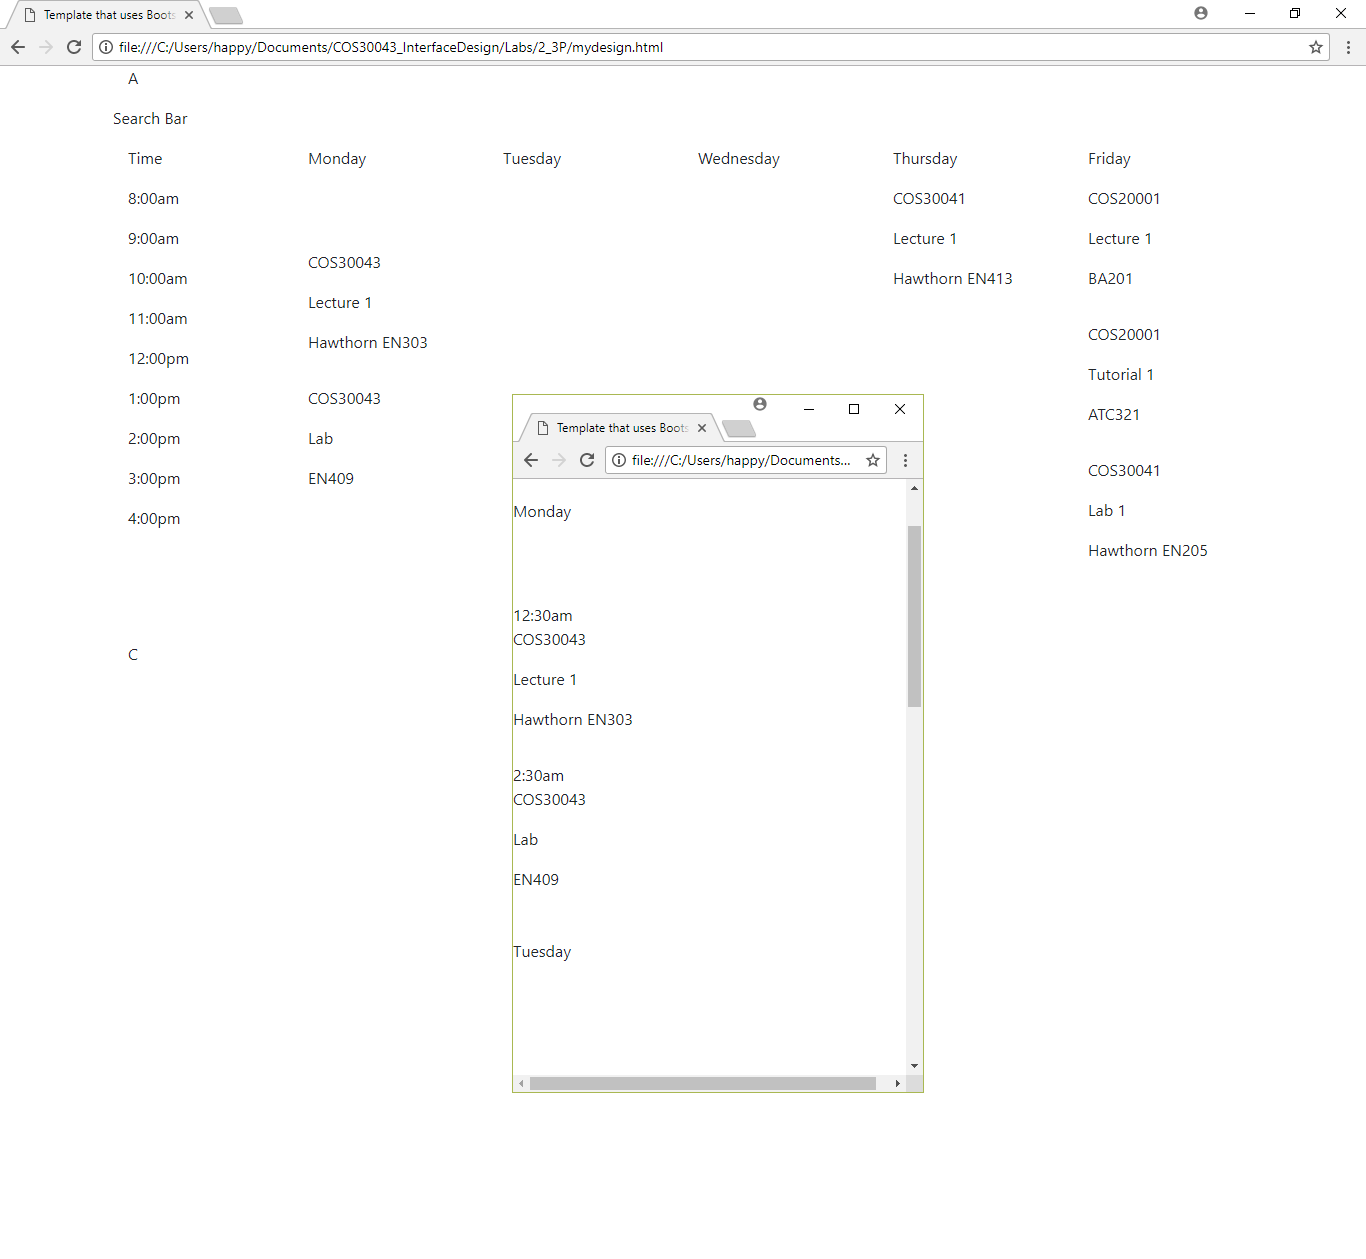 Template that uses Boots
file:///C:/Users/happy/Documents/COS30043_InterfaceDesign/Labs/2_3P/mydesign.html
A
Search Bar
Time Monday Tuesday Wednesday Thursday Friday
8:00am COS30041 COS20001
9:00am Lecture 1 Lecture 1
COS30043
10:00am Hawthorn EN413 BA201
Lecture 1
11:00am
COS20001
Hawthorn EN303
12:00pm
Tutorial 1
1:00pm COS30043
ATC321
2:00pm Lab
COS30041
3:00pm EN409
Lab 1
4:00pm
Hawthorn EN205
C
Template that uses Boots
file:///C:/Users/happy/Documents...
Monday
12:30am
COS30043
Lecture 1
Hawthorn EN303
2:30am
COS30043
Lab
EN409
Tuesday